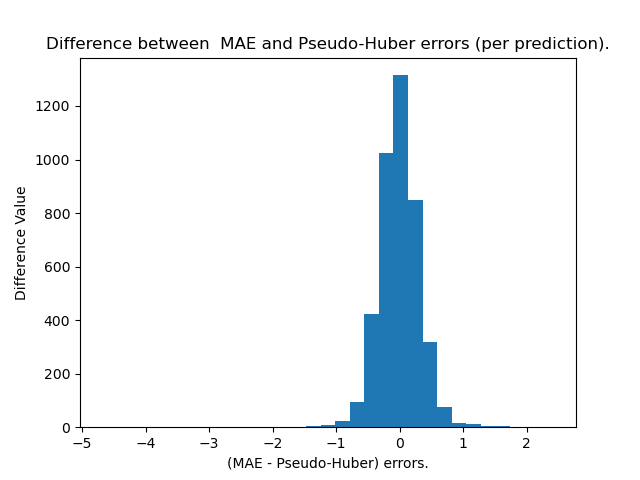 Difference between  MAE and Pseudo-Huber errors (per prediction).
1200
1000
800
600
400
200
0
Difference Value
−5 −4 −3 −2 −1 0 1 2
(MAE - Pseudo-Huber) errors.